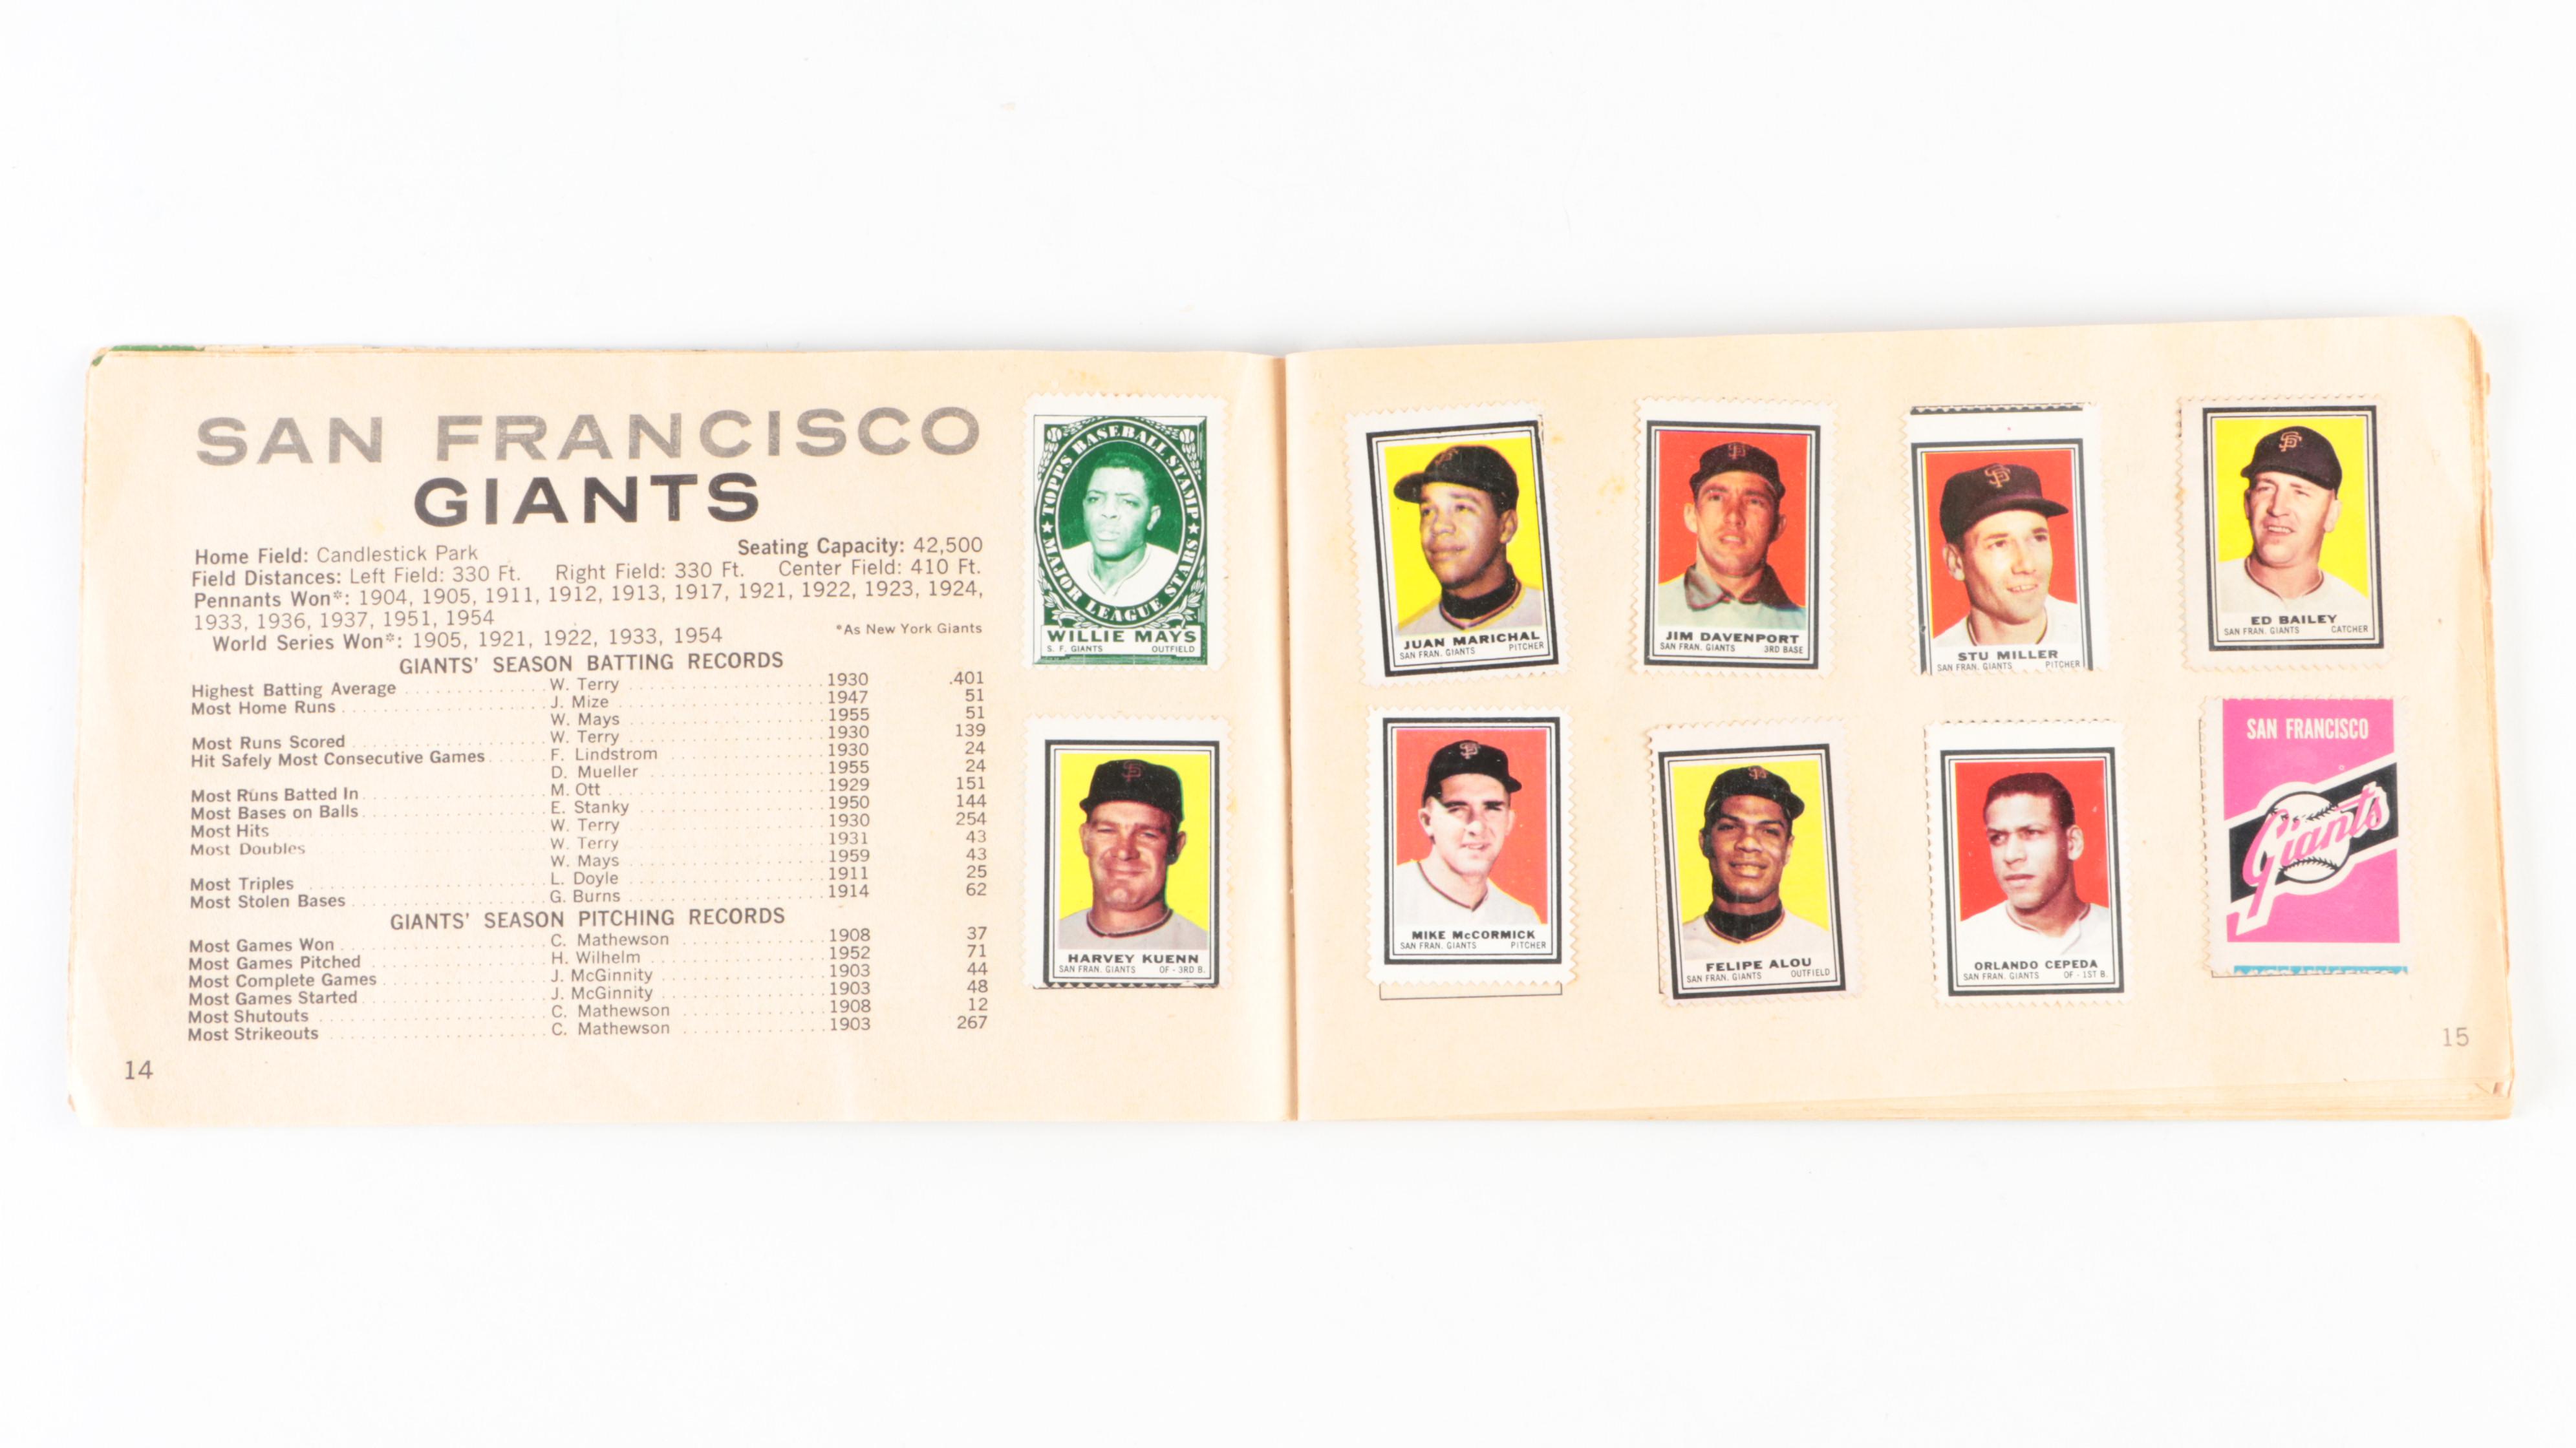 SAN FRANCISCO
GIANTS
Home Field: Candlestick Park Seating Capacity: 42,500
Field Distances: Left Field: 330 Ft. Right Field: 330 Ft. Center Field: 410 Ft.
Pennants Won*: 1904, 1905, 1911, 1912, 1913, 1917, 1921, 1922, 1923, 1924,
1933, 1936, 1937, 1951, 1954
*As New York Giants
World Series Won*: 1905, 1921, 1922, 1933, 1954
GIANTS' SEASON BATTING RECORDS
Highest Batting Average W. Terry 1930 .401
Most Home Runs J. Mize 1947 51
W. Mays 1955 51
Most Runs Scored W. Terry 1930 139
Hit Safely Most Consecutive Games F. Lindstrom 1930 24
D. Mueller 1955 24
Most Runs Batted In M. Ott 1929 151
Most Bases on Balls E. Stanky 1950 144
Most Hits W. Terry 1930 254
Most Doubles W. Terry 1931 43
W. Mays 1959 43
Most Triples L. Doyle 1911 25
Most Stolen Bases G. Burns 1914 62
GIANTS' SEASON PITCHING RECORDS
Most Games Won C. Mathewson 1908 37
Most Games Pitched H. Wilhelm 1952 71
Most Complete Games J. McGinnity 1903 44
Most Games Started J. McGinnity 1903 48
Most Shutouts C. Mathewson 1908 12
Most Strikeouts C. Mathewson 1903 267
14
★ TOPPS BASEBALL STAMP ★
MAJOR LEAGUE STARS
WILLIE MAYS
S. F. GIANTS OUTFIELD
SF
HARVEY KUENN
SAN FRAN. GIANTS OF - 3RD B.
SF
JUAN MARICHAL
SAN FRAN. GIANTS PITCHER
SF
JIM DAVENPORT
SAN FRAN. GIANTS 3RD BASE
SF
STU MILLER
SAN FRAN. GIANTS PITCHER
SF
ED BAILEY
SAN FRAN. GIANTS CATCHER
SF
MIKE McCORMICK
SAN FRAN. GIANTS PITCHER
SF
FELIPE ALOU
SAN FRAN. GIANTS OUTFIELD
ORLANDO CEPEDA
SAN FRAN. GIANTS OF - 1ST B.
SAN FRANCISCO
Giants
15